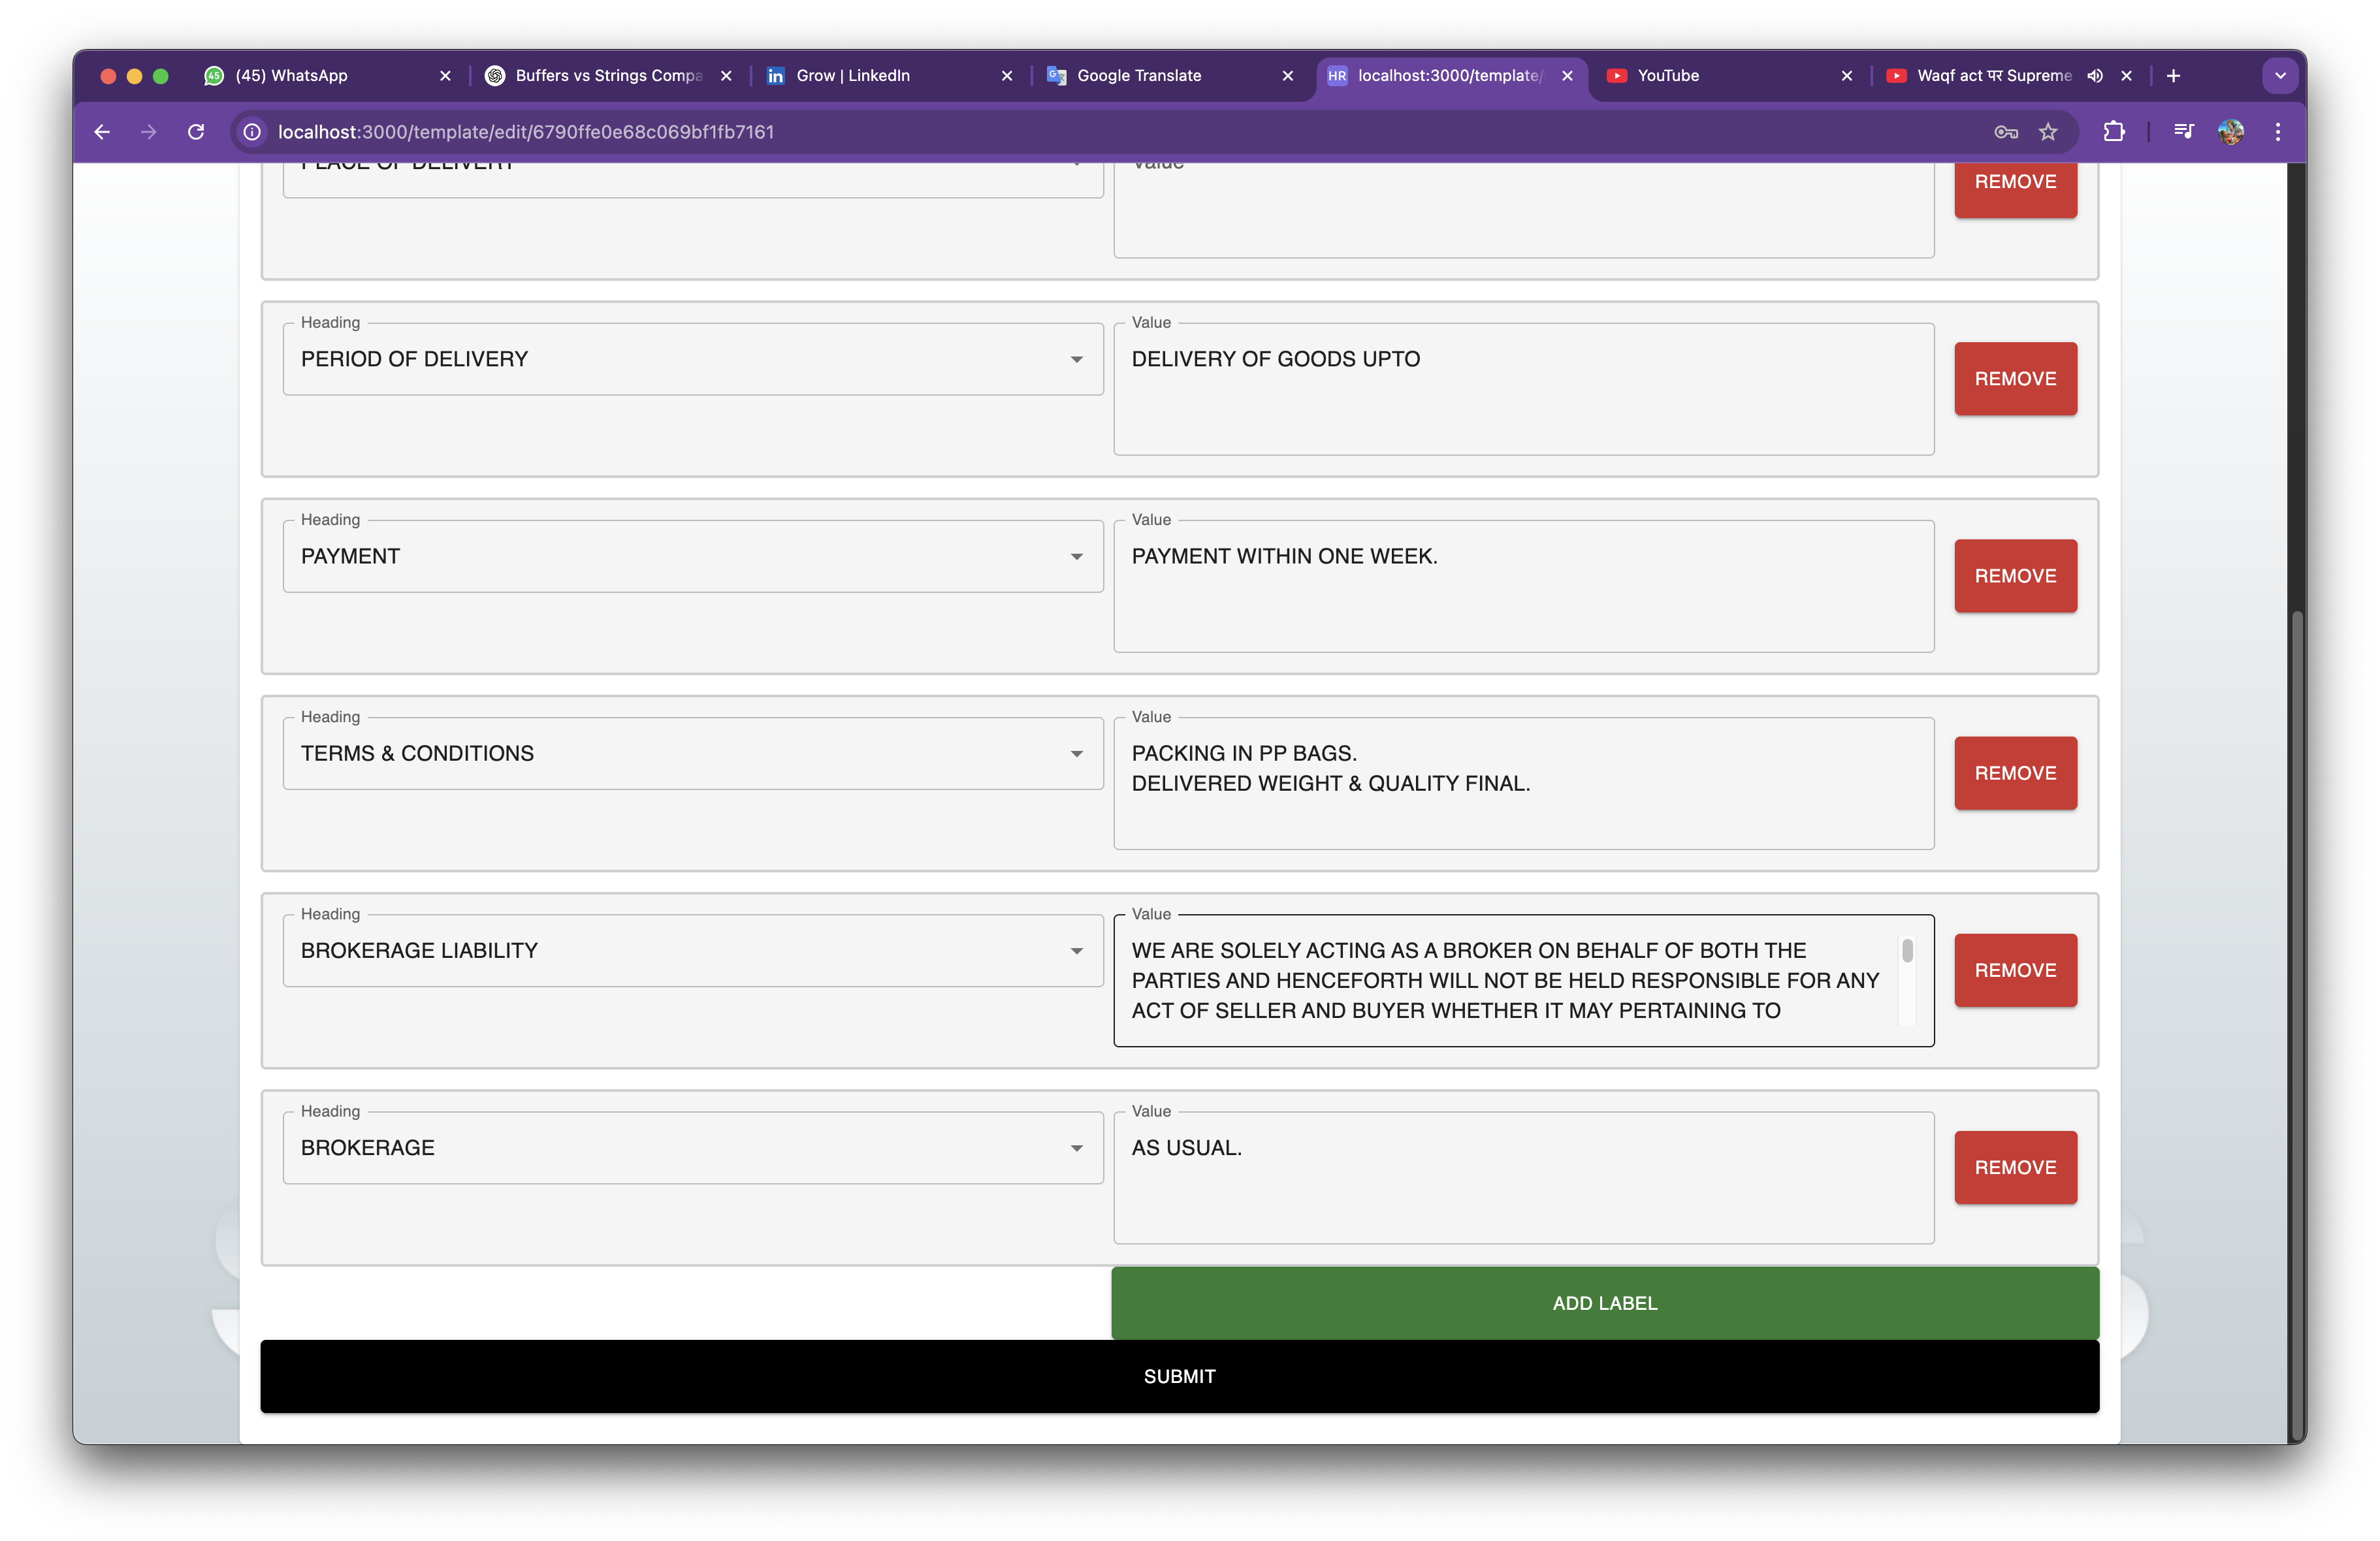 (45) WhatsApp
Buffers vs Strings Compa
Grow | LinkedIn
Google Translate
HR localhost:3000/template/
YouTube
Waqf act पर Supreme
localhost:3000/template/edit/6790ffe0e68c069bf1fb7161
PLACE OF DELIVERY
Value
REMOVE
Heading
PERIOD OF DELIVERY
Value
DELIVERY OF GOODS UPTO
REMOVE
Heading
PAYMENT
Value
PAYMENT WITHIN ONE WEEK.
REMOVE
Heading
TERMS & CONDITIONS
Value
PACKING IN PP BAGS.
DELIVERED WEIGHT & QUALITY FINAL.
REMOVE
Heading
BROKERAGE LIABILITY
Value
WE ARE SOLELY ACTING AS A BROKER ON BEHALF OF BOTH THE
PARTIES AND HENCEFORTH WILL NOT BE HELD RESPONSIBLE FOR ANY
ACT OF SELLER AND BUYER WHETHER IT MAY PERTAINING TO
REMOVE
Heading
BROKERAGE
Value
AS USUAL.
REMOVE
ADD LABEL
SUBMIT